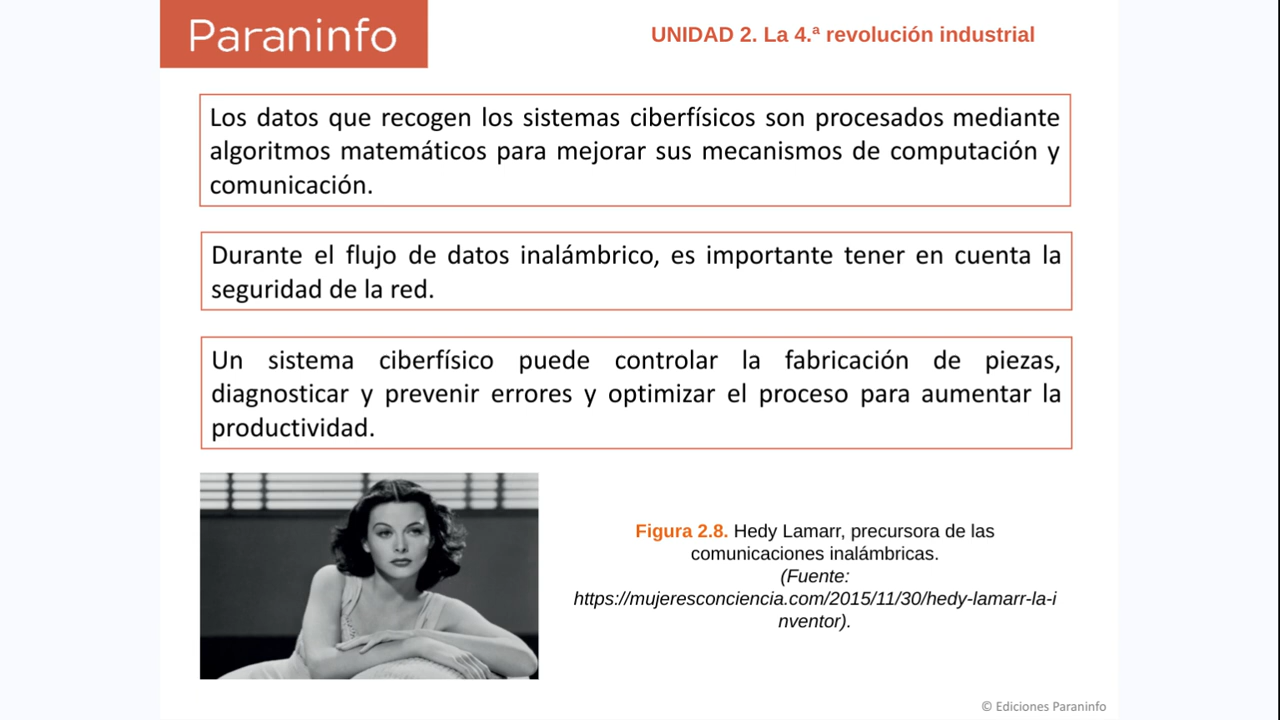 Paraninfo
UNIDAD 2. La 4.ª revolución industrial
Los datos que recogen los sistemas ciberfísicos son procesados mediante
algoritmos matemáticos para mejorar sus mecanismos de computación y
comunicación.
Durante el flujo de datos inalámbrico, es importante tener en cuenta la
seguridad de la red.
Un sistema ciberfísico puede controlar la fabricación de piezas,
diagnosticar y prevenir errores y optimizar el proceso para aumentar la
productividad.
Figura 2.8. Hedy Lamarr, precursora de las
comunicaciones inalámbricas.
(Fuente:
https://mujeresconciencia.com/2015/11/30/hedy-lamarr-la-i
nventor).
© Ediciones Paraninfo